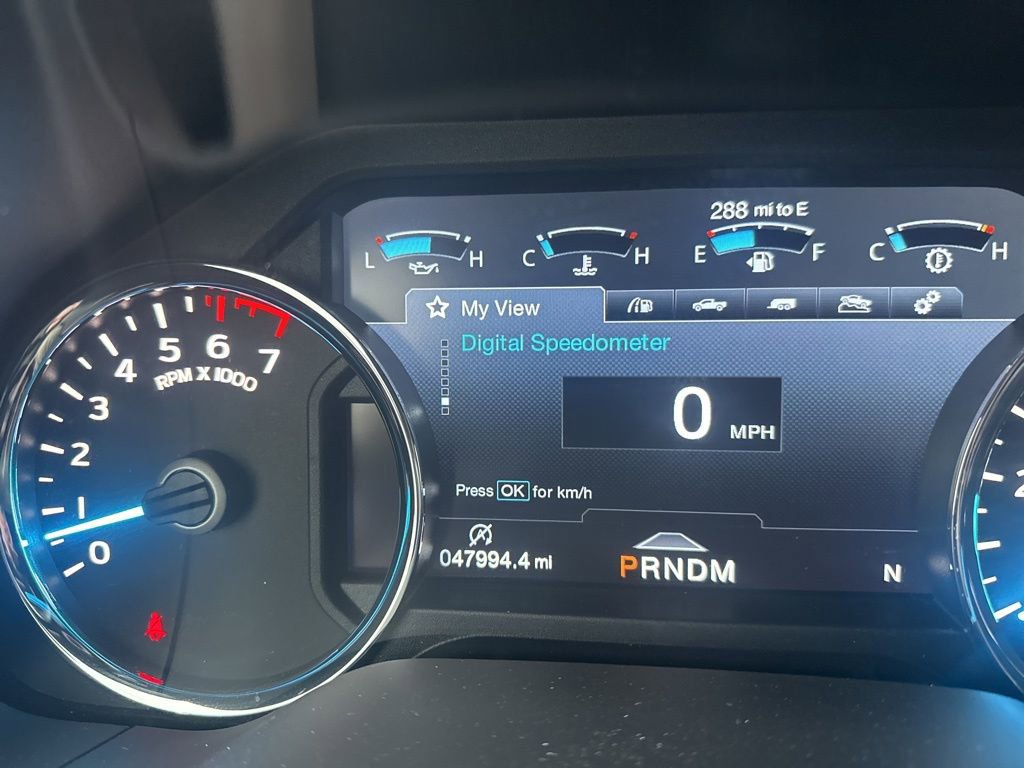 288 mi to E
L H
C H
E F
C H
My View
Digital Speedometer
0 MPH
Press OK for km/h
047994.4 mi
PRNDM
N
0
1
2
3
4
5
6
7
RPM X 1000